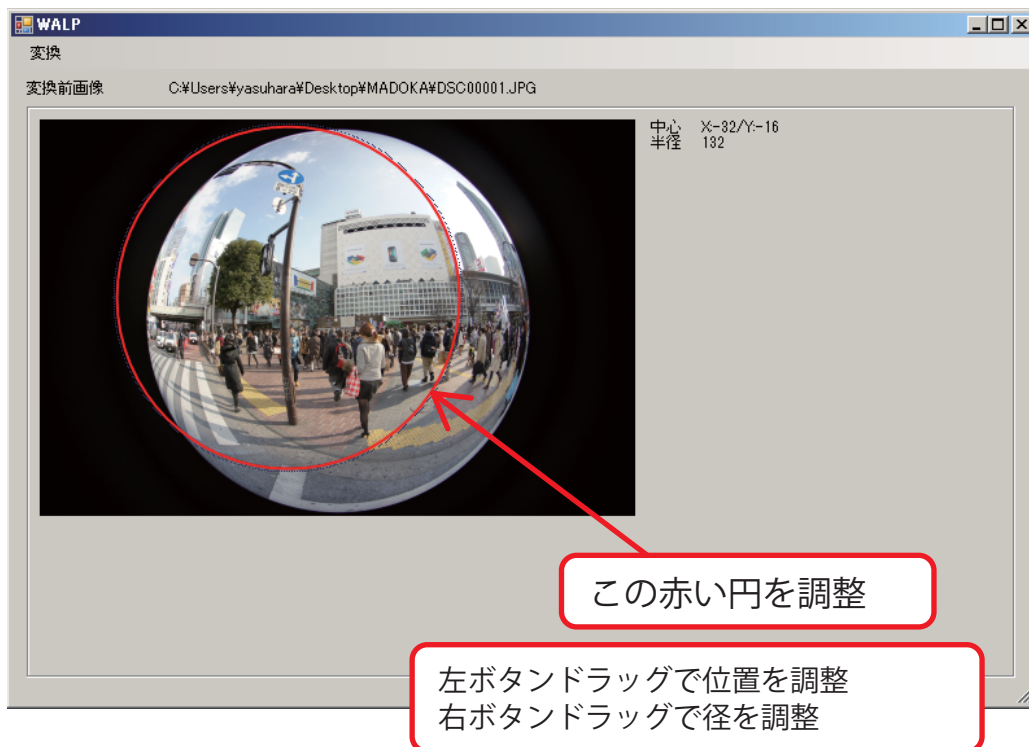 WALP
変換
変換前画像 C:¥Users¥yasuhara¥Desktop¥MADOKA¥DSC00001.JPG
中心 X:-32/Y:-16
半径 132
この赤い円を調整
左ボタンドラッグで位置を調整
右ボタンドラッグで径を調整